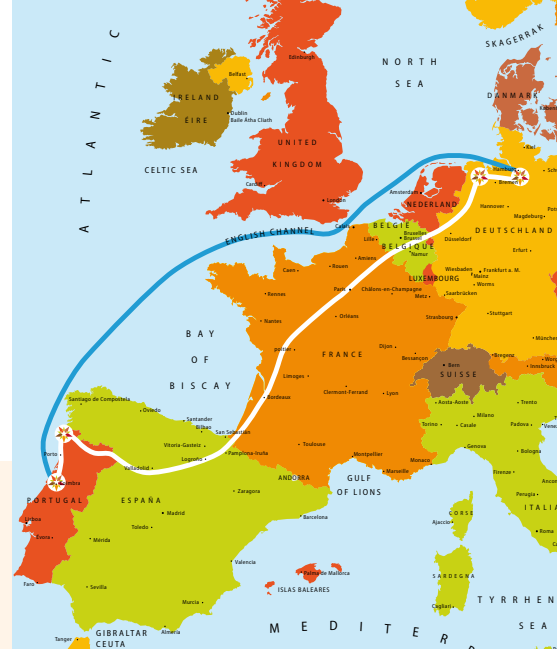 SKAGERRAK
NORTH
SEA
ATLANTIC
Edinburgh
Belfast
IRELAND
ÉIRE
Dublin
Baile Átha Cliath
DANMARK
UNITED
KINGDOM
Kiel
CELTIC SEA
Cardiff
London
Hamburg
Bremen
Amsterdam
NEDERLAND
Hannover
Magdeburg
DEUTSCHLAND
ENGLISH CHANNEL
Calais
BELGIË
Bruxelles
Brussel
BELGIQUE
Namur
Lille
Düsseldorf
Erfurt
Amiens
Rouen
Caen
LUXEMBOURG
Wiesbaden
Frankfurt a. M.
Mainz
Worms
Saarbrücken
Paris
Châlons-en-Champagne
Metz
Rennes
Orléans
Strasbourg
Stuttgart
Nantes
BAY
OF
BISCAY
poitier
FRANCE
Dijon
Besançon
Bregenz
Innsbruck
Bern
SUISSE
Limoges
Clermont-Ferrand
Lyon
Bordeaux
Aosta-Aoste
Trento
Milano
Torino
Casale
Padova
Genova
Bologna
Santiago de Compostela
Oviedo
Santander
Bilbao
San Sebastián
Vitoria-Gasteiz
Pamplona-Iruña
Logroño
Toulouse
Montpellier
Marseille
Monaco
Firenze
Perugia
Porto
Valladolid
Coimbra
ANDORRA
GULF
OF LIONS
PORTUGAL
ESPAÑA
Zaragoza
Barcelona
Madrid
Toledo
CORSE
Ajaccio
ITALIA
Roma
Lisboa
Évora
Mérida
Valencia
Palma de Mallorca
ISLAS BALEARES
SARDEGNA
Cagliari
Faro
Sevilla
Murcia
Almería
Tanger
GIBRALTAR
CEUTA
TYRRHEN
SEA
MEDITERR